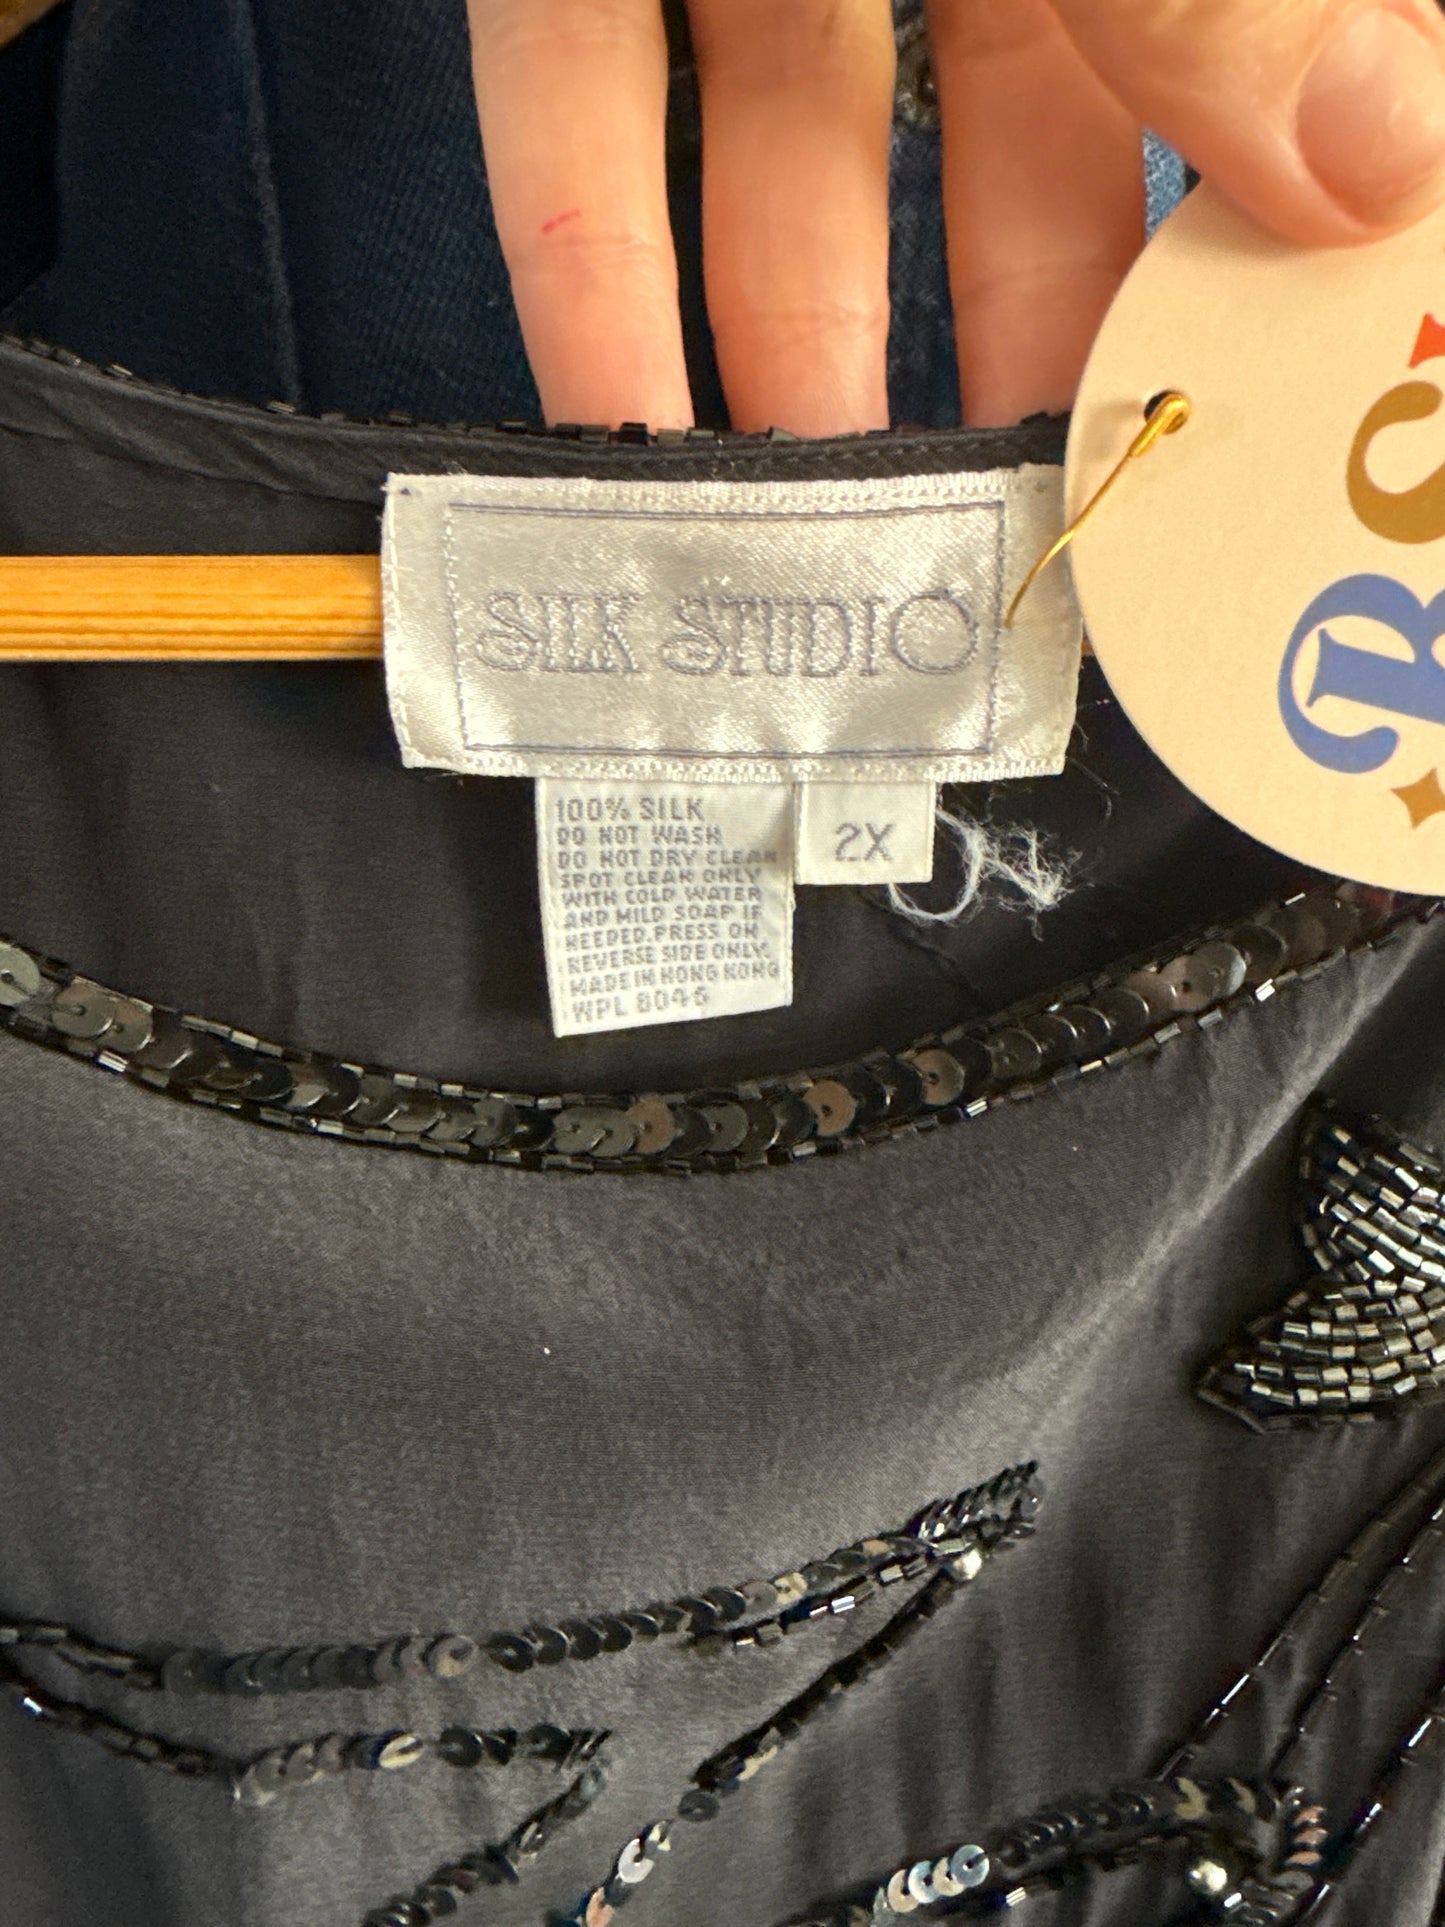 SILK STUDIO
100% SILK
DO NOT WASH
DO NOT DRY CLEAN
SPOT CLEAN ONLY
WITH COLD WATER
AND MILD SOAP IF
NEEDED. PRESS ON
REVERSE SIDE ONLY.
MADE IN HONG KONG
WPL 8046
2X
BS